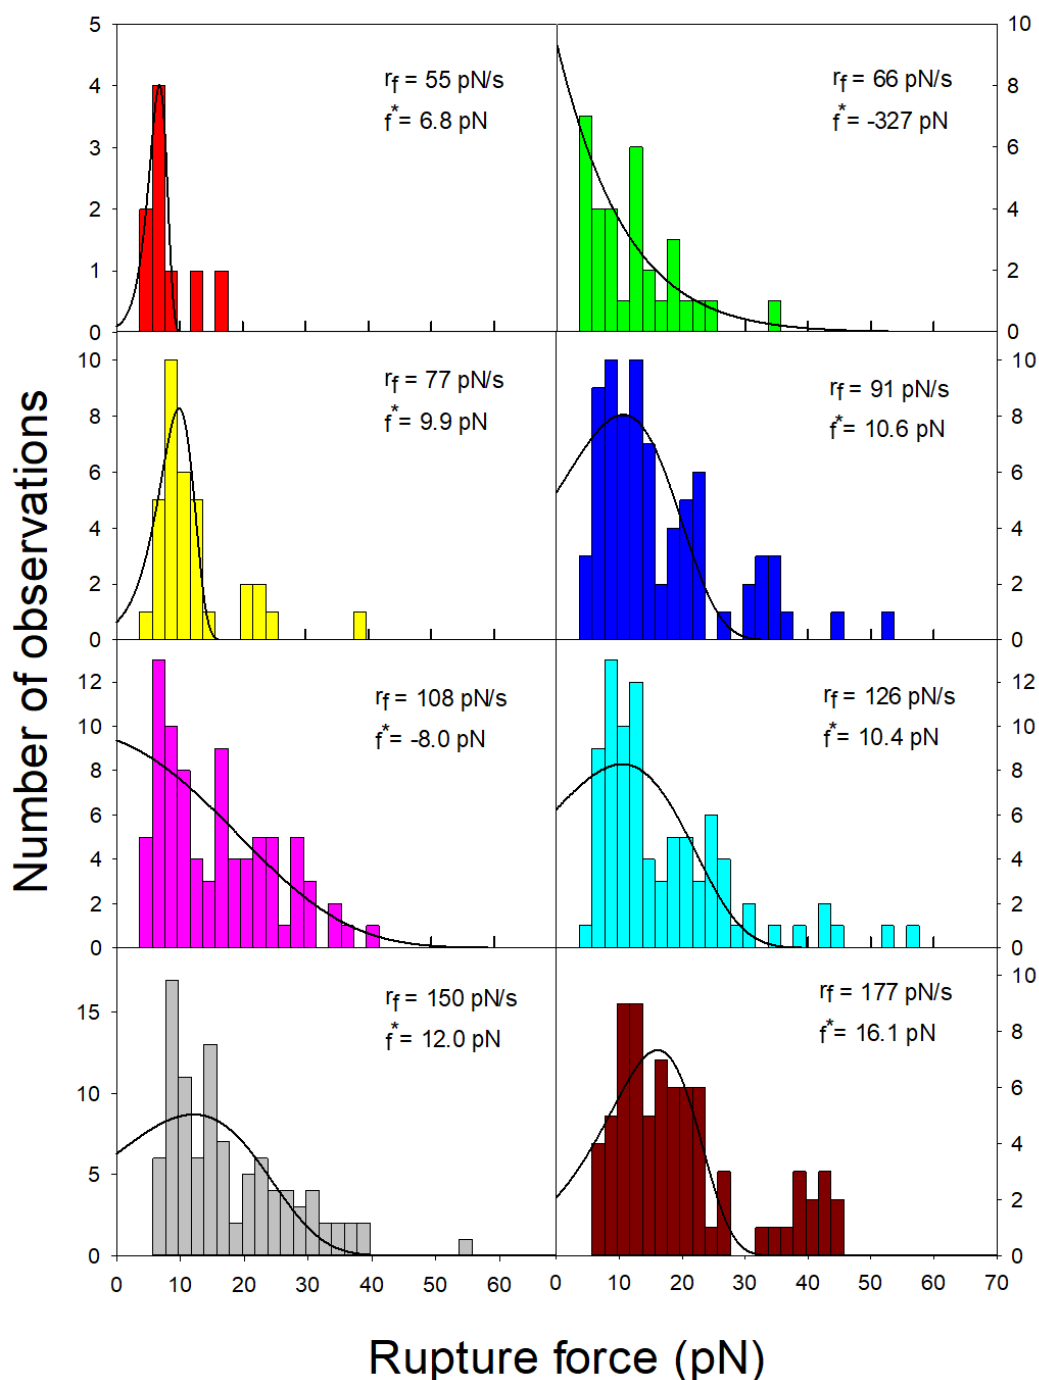 Number of observations
5
4
3
2
1
0
r_f = 55 pN/s
f* = 6.8 pN
10
8
6
4
2
0
r_f = 66 pN/s
f* = -327 pN
10
8
6
4
2
0
r_f = 77 pN/s
f* = 9.9 pN
10
8
6
4
2
0
r_f = 91 pN/s
f* = 10.6 pN
12
10
8
6
4
2
0
r_f = 108 pN/s
f* = -8.0 pN
12
10
8
6
4
2
0
r_f = 126 pN/s
f* = 10.4 pN
15
10
5
0
r_f = 150 pN/s
f* = 12.0 pN
10
8
6
4
2
0
r_f = 177 pN/s
f* = 16.1 pN
0 10 20 30 40 50 60
0 10 20 30 40 50 60 70
Rupture force (pN)